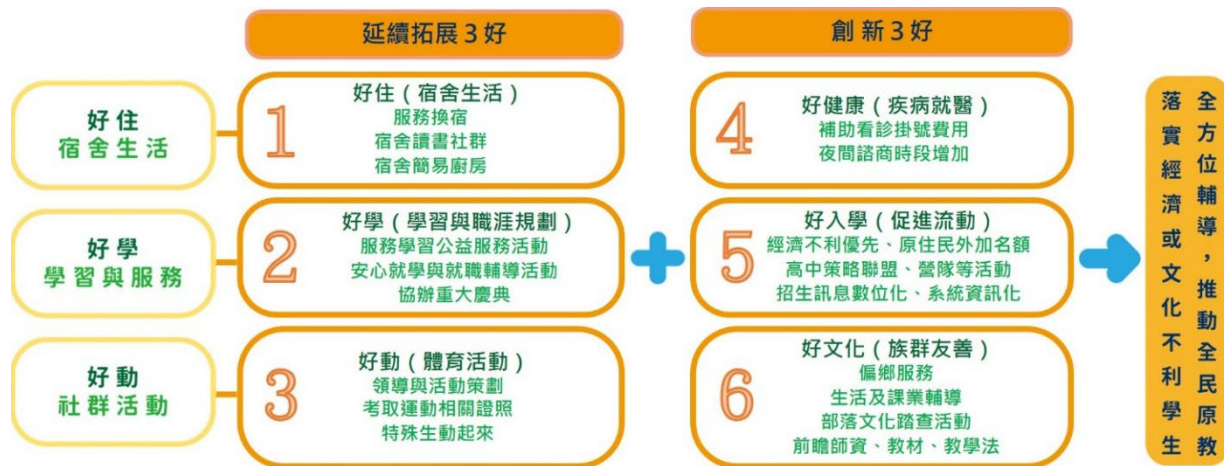 延續拓展3好
創新3好
好住
宿舍生活
1
好住(宿舍生活)
服務換宿
宿舍讀書社群
宿舍簡易廚房
4
好健康(疾病就醫)
補助看診掛號費用
夜間諮商時段增加
好學
學習與服務
2
好學(學習與職涯規劃)
服務學習公益服務活動
安心就學與就職輔導活動
協辦重大慶典
5
好入學(促進流動)
經濟不利優先、原住民外加名額
高中策略聯盟、營隊等活動
招生訊息數位化、系統資訊化
好動
社群活動
3
好動(體育活動)
領導與活動策劃
考取運動相關證照
特殊生動起來
6
好文化(族群友善)
偏鄉服務
生活及課業輔導
部落文化踏查活動
前瞻師資、教材、教學法
全方位輔導,推動全民原教
落實經濟或文化不利學生